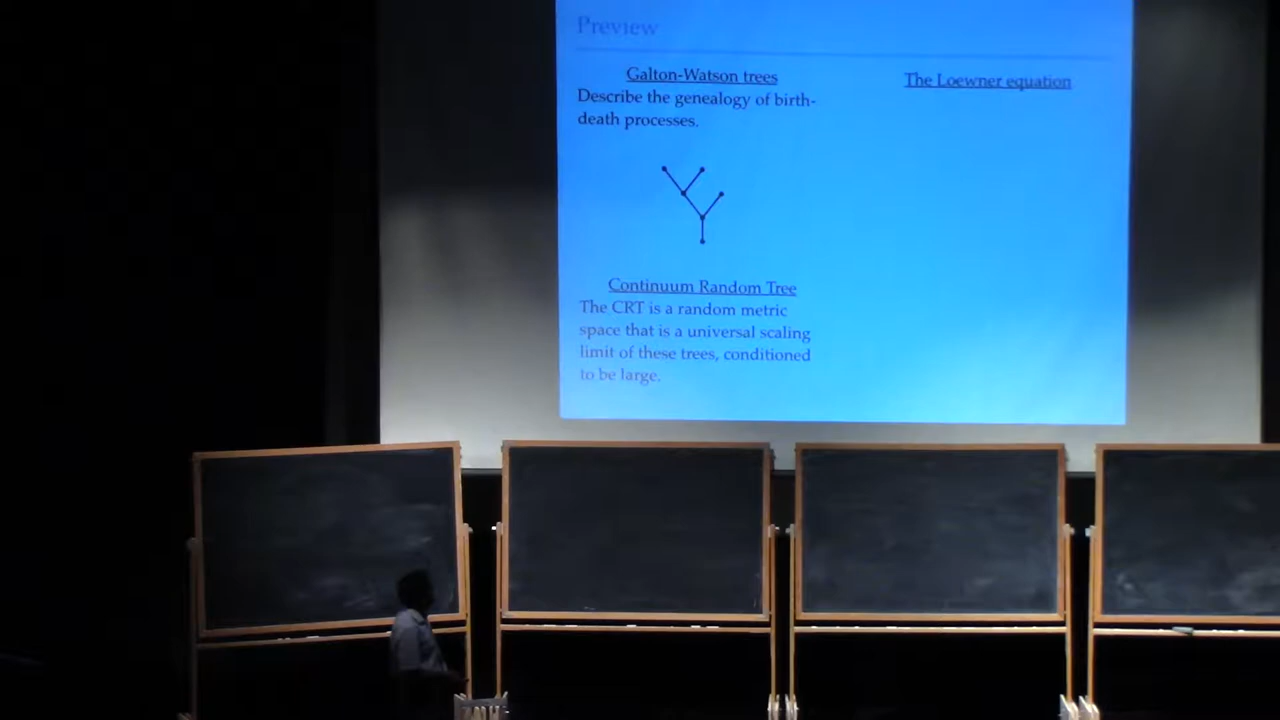 Preview
Galton-Watson trees
Describe the genealogy of birth-
death processes.
Continuum Random Tree
The CRT is a random metric
space that is a universal scaling
limit of these trees, conditioned
to be large.
The Loewner equation